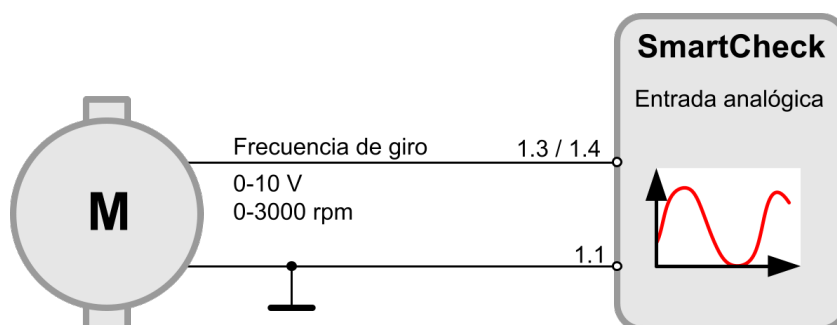 SmartCheck
Entrada analógica
Frecuencia de giro
1.3 / 1.4
0-10 V
0-3000 rpm
M
1.1